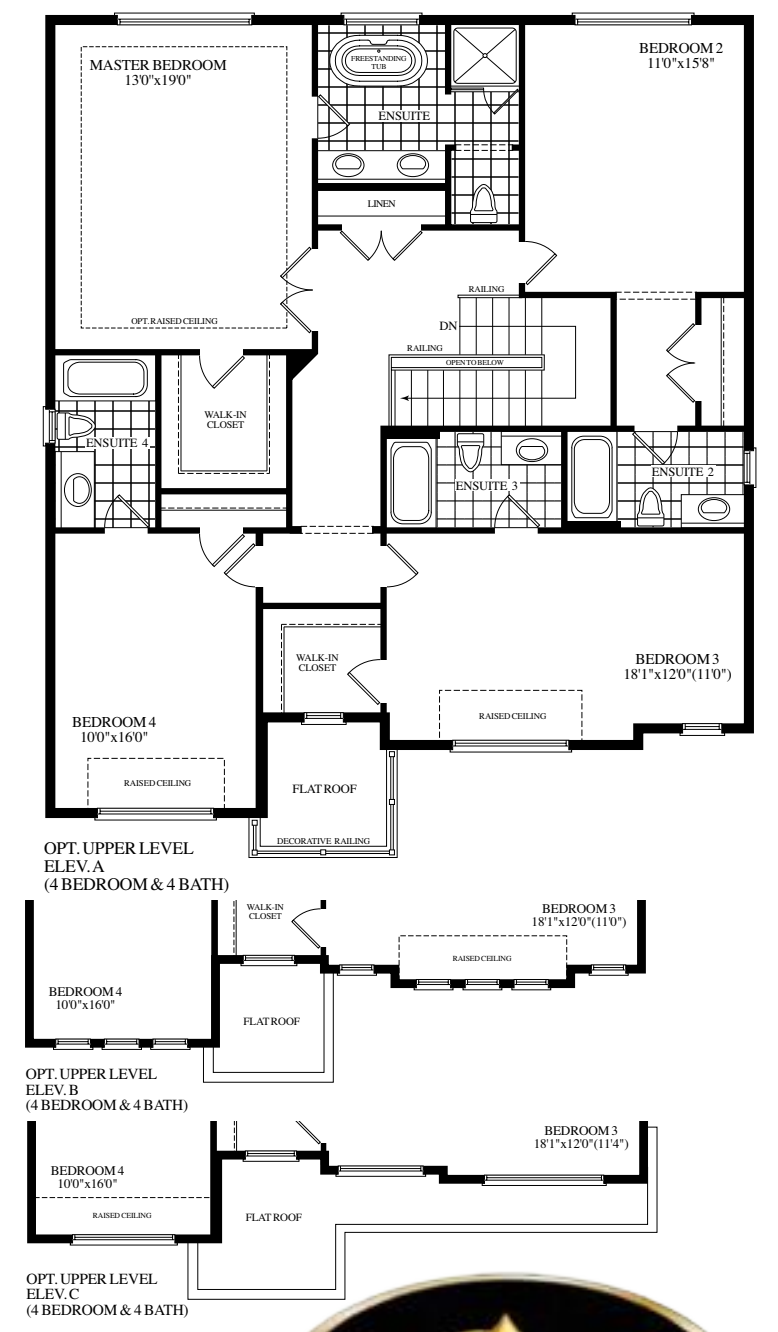 MASTER BEDROOM
13'0"x19'0"
FREESTANDING
TUB
ENSUITE
BEDROOM 2
11'0"x15'8"
LINEN
OPT. RAISED CEILING
RAILING
DN
RAILING
OPEN TO BELOW
WALK-IN
CLOSET
ENSUITE 4
ENSUITE 3
ENSUITE 2
WALK-IN
CLOSET
BEDROOM 3
18'1"x12'0"(11'0")
RAISED CEILING
BEDROOM 4
10'0"x16'0"
RAISED CEILING
FLAT ROOF
DECORATIVE RAILING
OPT. UPPER LEVEL
ELEV. A
(4 BEDROOM & 4 BATH)
WALK-IN
CLOSET
BEDROOM 3
18'1"x12'0"(11'0")
RAISED CEILING
BEDROOM 4
10'0"x16'0"
FLAT ROOF
OPT. UPPER LEVEL
ELEV. B
(4 BEDROOM & 4 BATH)
BEDROOM 3
18'1"x12'0"(11'4")
BEDROOM 4
10'0"x16'0"
RAISED CEILING
FLAT ROOF
OPT. UPPER LEVEL
ELEV. C
(4 BEDROOM & 4 BATH)